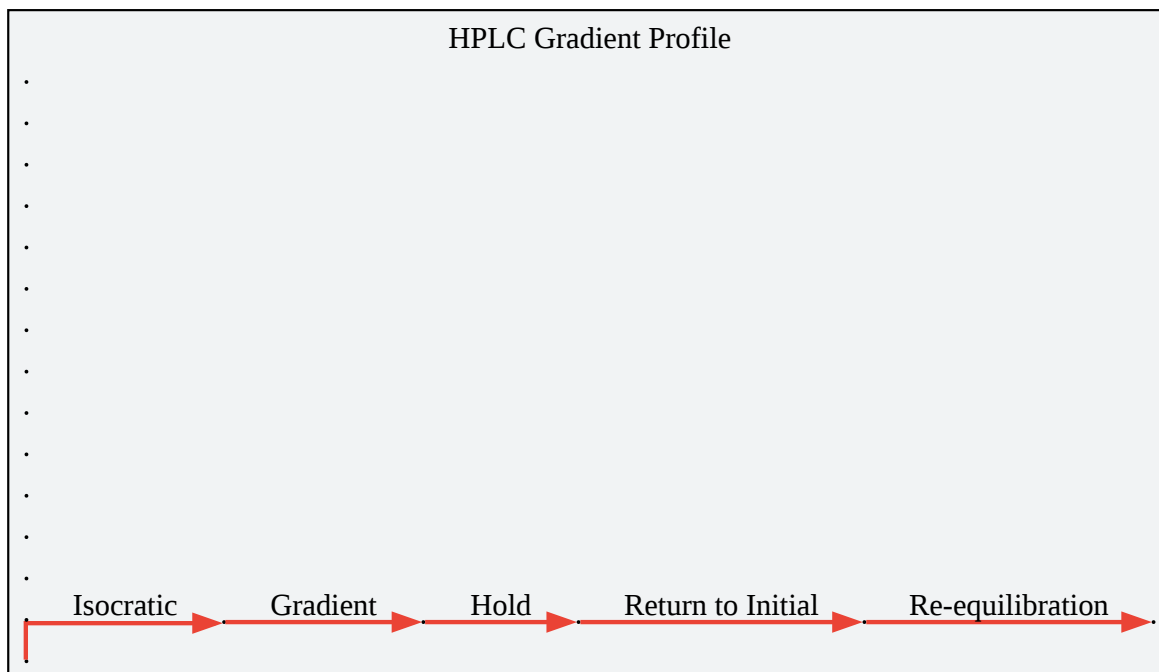 HPLC Gradient Profile
Isocratic Gradient Hold Return to Initial Re-equilibration